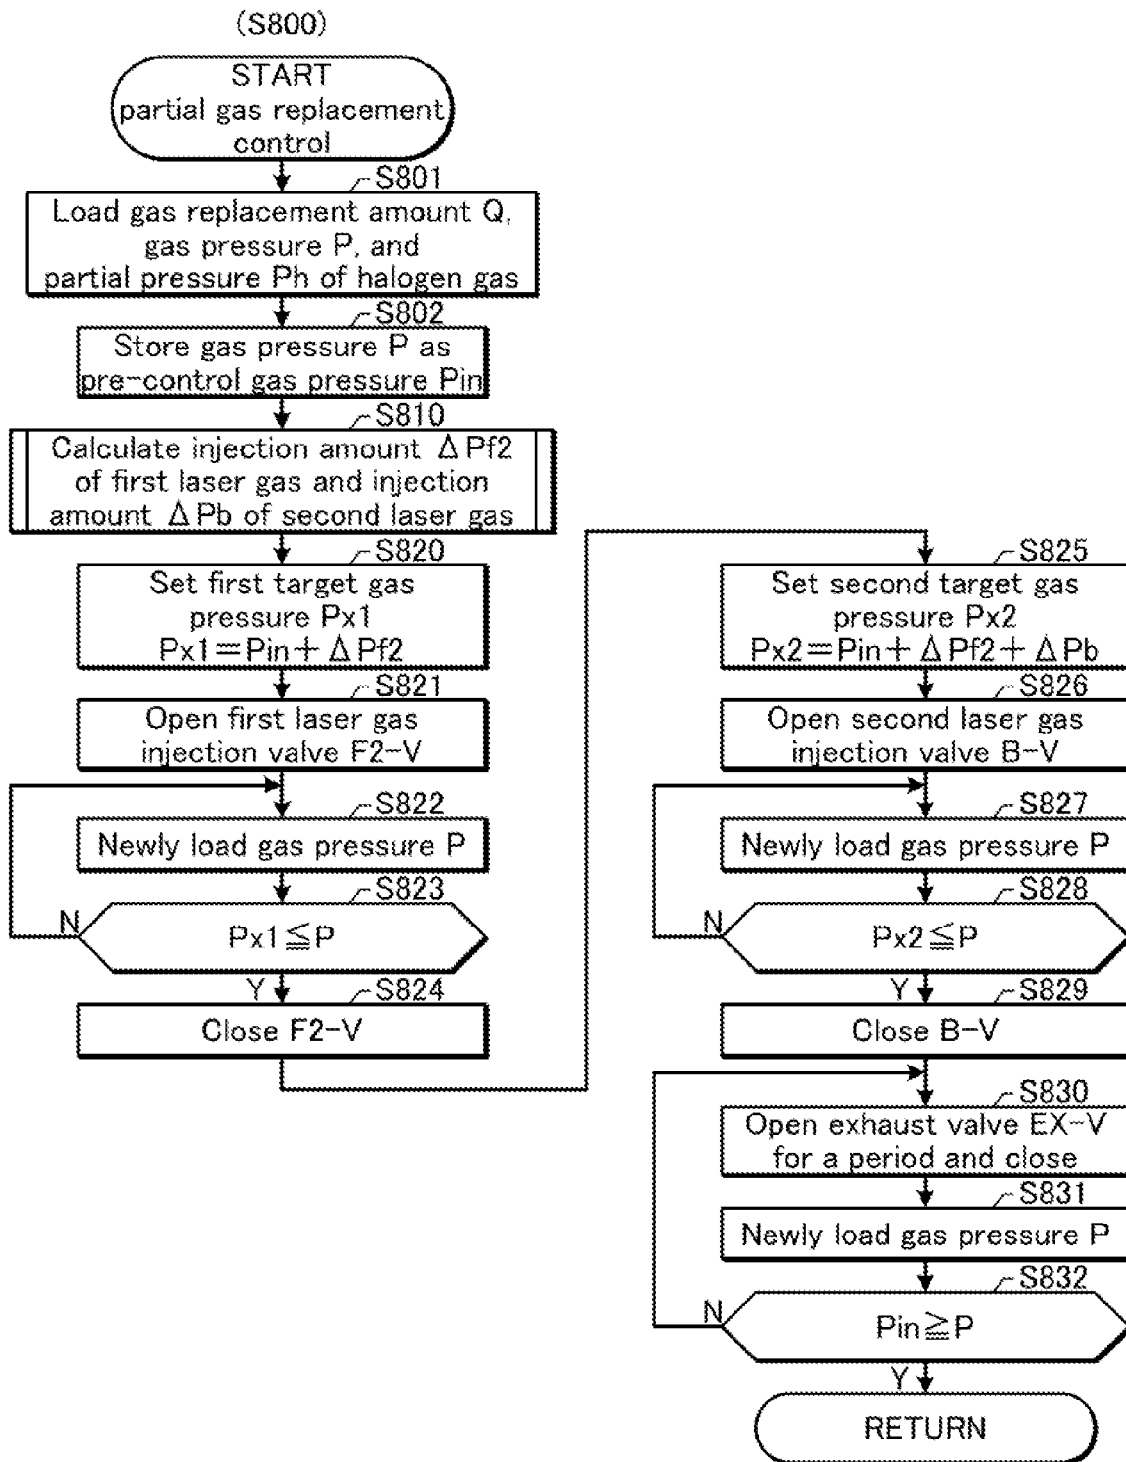 (S800)
START
partial gas replacement
control
S801
Load gas replacement amount Q,
gas pressure P, and
partial pressure Ph of halogen gas
S802
Store gas pressure P as
pre-control gas pressure Pin
S810
Calculate injection amount ΔPf2
of first laser gas and injection
amount ΔPb of second laser gas
S820
Set first target gas
pressure Px1
Px1=Pin+ΔPf2
S821
Open first laser gas
injection valve F2-V
S822
Newly load gas pressure P
S823
N
Px1≦P
Y
S824
Close F2-V
S825
Set second target gas
pressure Px2
Px2=Pin+ΔPf2+ΔPb
S826
Open second laser gas
injection valve B-V
S827
Newly load gas pressure P
S828
N
Px2≦P
Y
S829
Close B-V
S830
Open exhaust valve EX-V
for a period and close
S831
Newly load gas pressure P
S832
N
Pin≧P
Y
RETURN